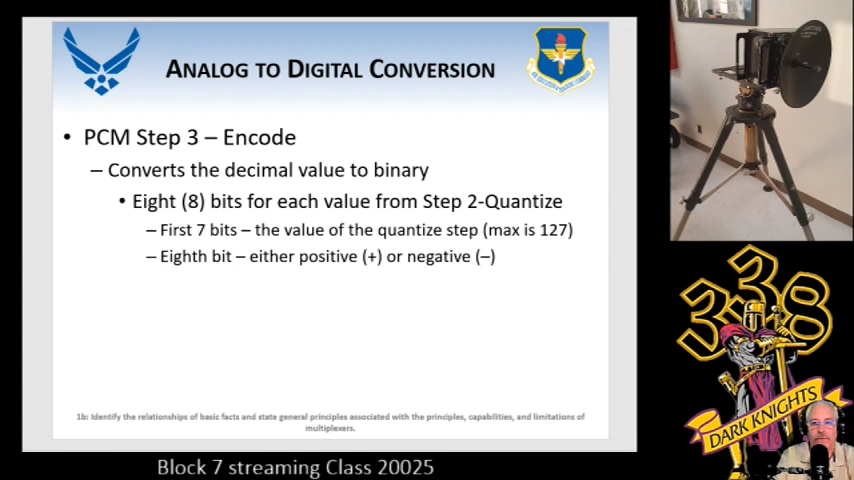 ANALOG TO DIGITAL CONVERSION
• PCM Step 3 – Encode
– Converts the decimal value to binary
• Eight (8) bits for each value from Step 2-Quantize
– First 7 bits – the value of the quantize step (max is 127)
– Eighth bit – either positive (+) or negative (–)
1b: Identify the relationships of basic facts and state general principles associated with the principles, capabilities, and limitations of
multiplexers.
338
DARK KNIGHTS
Block 7 streaming Class 20025